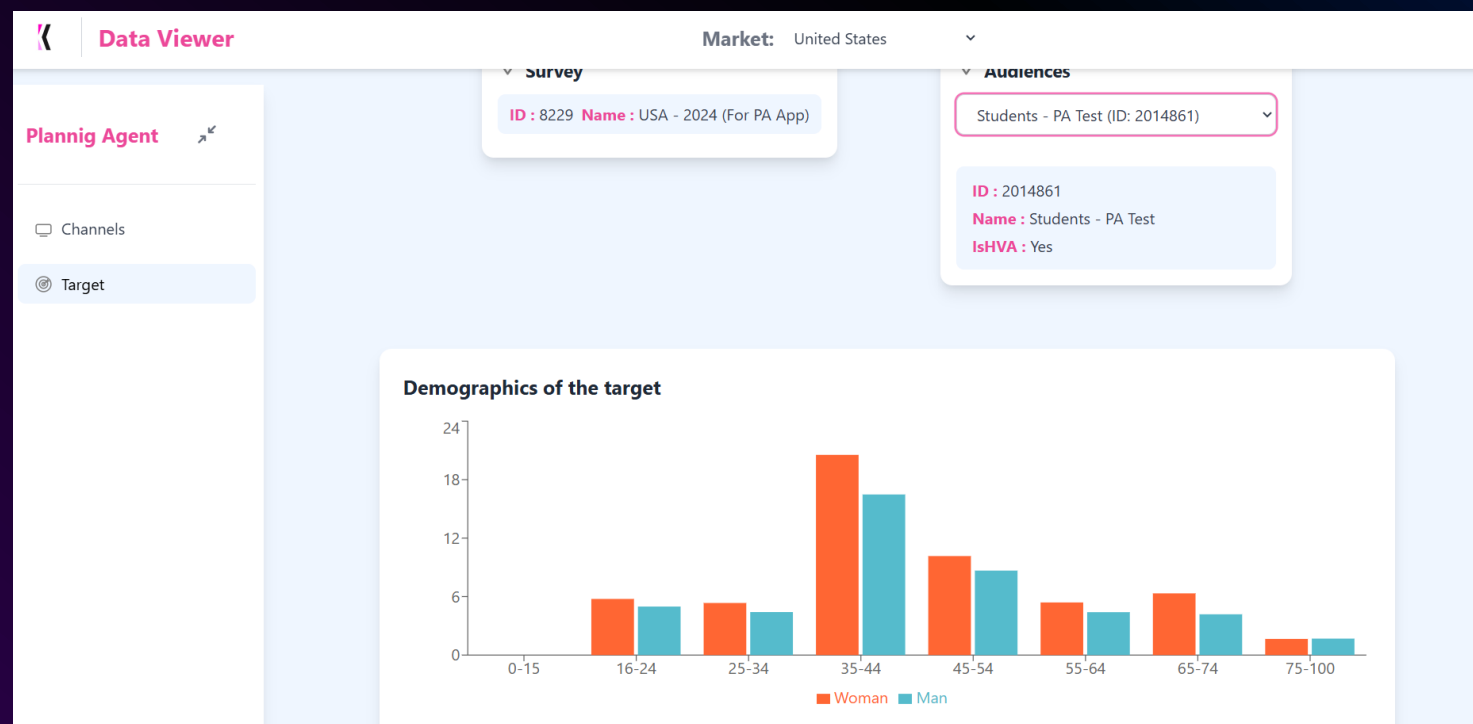 Data Viewer
Market: United States
Plannig Agent
Channels
Target
Survey
ID : 8229 Name : USA - 2024 (For PA App)
Audiences
Students - PA Test (ID: 2014861)
ID : 2014861
Name : Students - PA Test
IsHVA : Yes
Demographics of the target
24
18
12
6
0
0-15 16-24 25-34 35-44 45-54 55-64 65-74 75-100
Woman Man